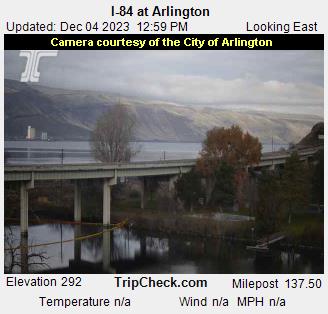 I-84 at Arlington
Updated: Dec 04 2023 12:59 PM Looking East
Camera courtesy of the City of Arlington
Elevation 292 TripCheck.com Milepost 137.50
Temperature n/a Wind n/a MPH n/a